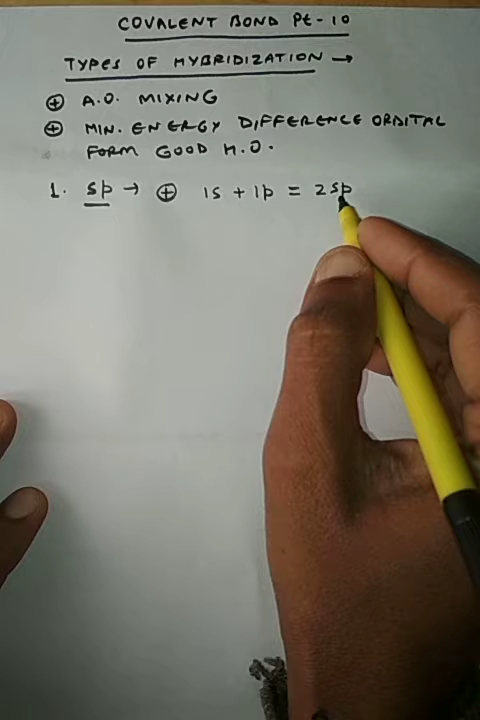 COVALENT BOND Pt-10
TYPES OF HYBRIDIZATION →
⊕ A.O. MIXING
⊕ MIN. ENERGY DIFFERENCE ORBITAL
FORM GOOD H.O.
1. sp → ⊕ 1s + 1p = 2sp